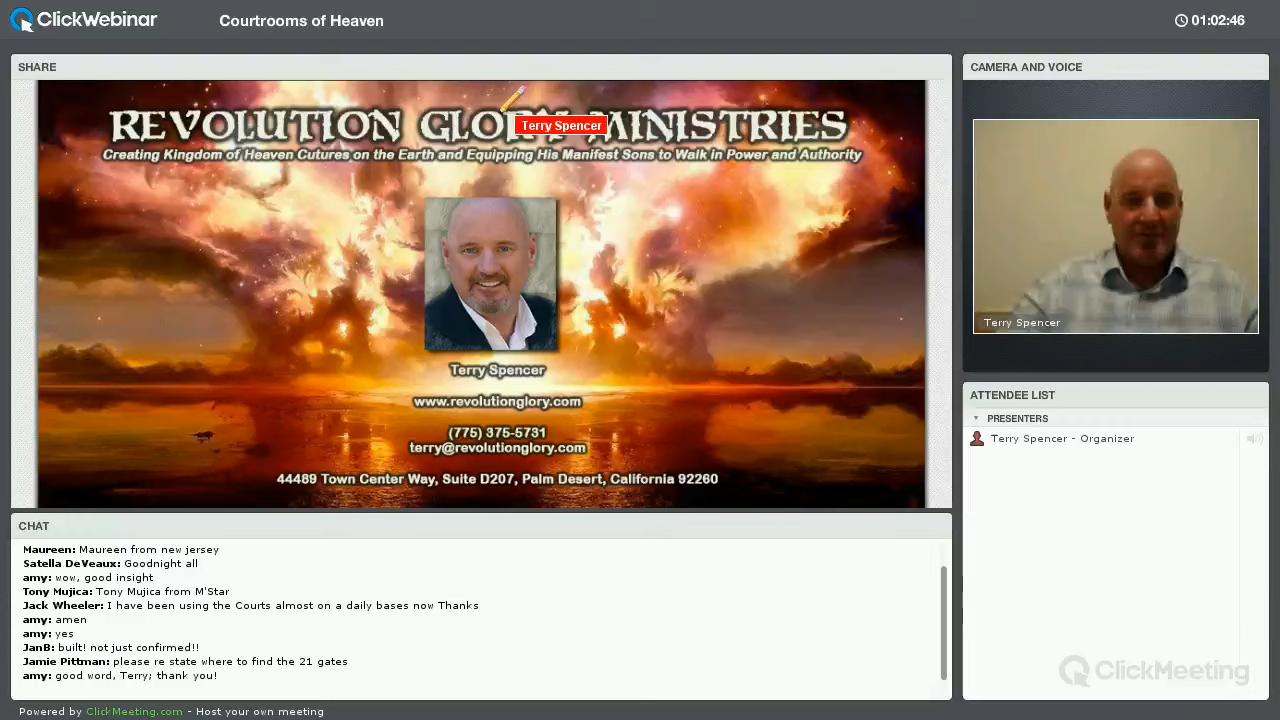 ClickWebinar
Courtrooms of Heaven
01:02:46
SHARE
REVOLUTION GLORY MINISTRIES
Terry Spencer
Creating Kingdom of Heaven Cutures on the Earth and Equipping His Manifest Sons to Walk in Power and Authority
Terry Spencer
www.revolutionglory.com
(775) 375-5731
terry@revolutionglory.com
44489 Town Center Way, Suite D207, Palm Desert, California 92260
CAMERA AND VOICE
Terry Spencer
ATTENDEE LIST
PRESENTERS
Terry Spencer - Organizer
CHAT
Maureen: Maureen from new jersey
Satella DeVeaux: Goodnight all
amy: wow, good insight
Tony Mujica: Tony Mujica from M'Star
Jack Wheeler: I have been using the Courts almost on a daily bases now Thanks
amy: amen
amy: yes
JanB: built! not just confirmed!!
Jamie Pittman: please re state where to find the 21 gates
amy: good word, Terry; thank you!
ClickMeeting
Powered by ClickMeeting.com - Host your own meeting